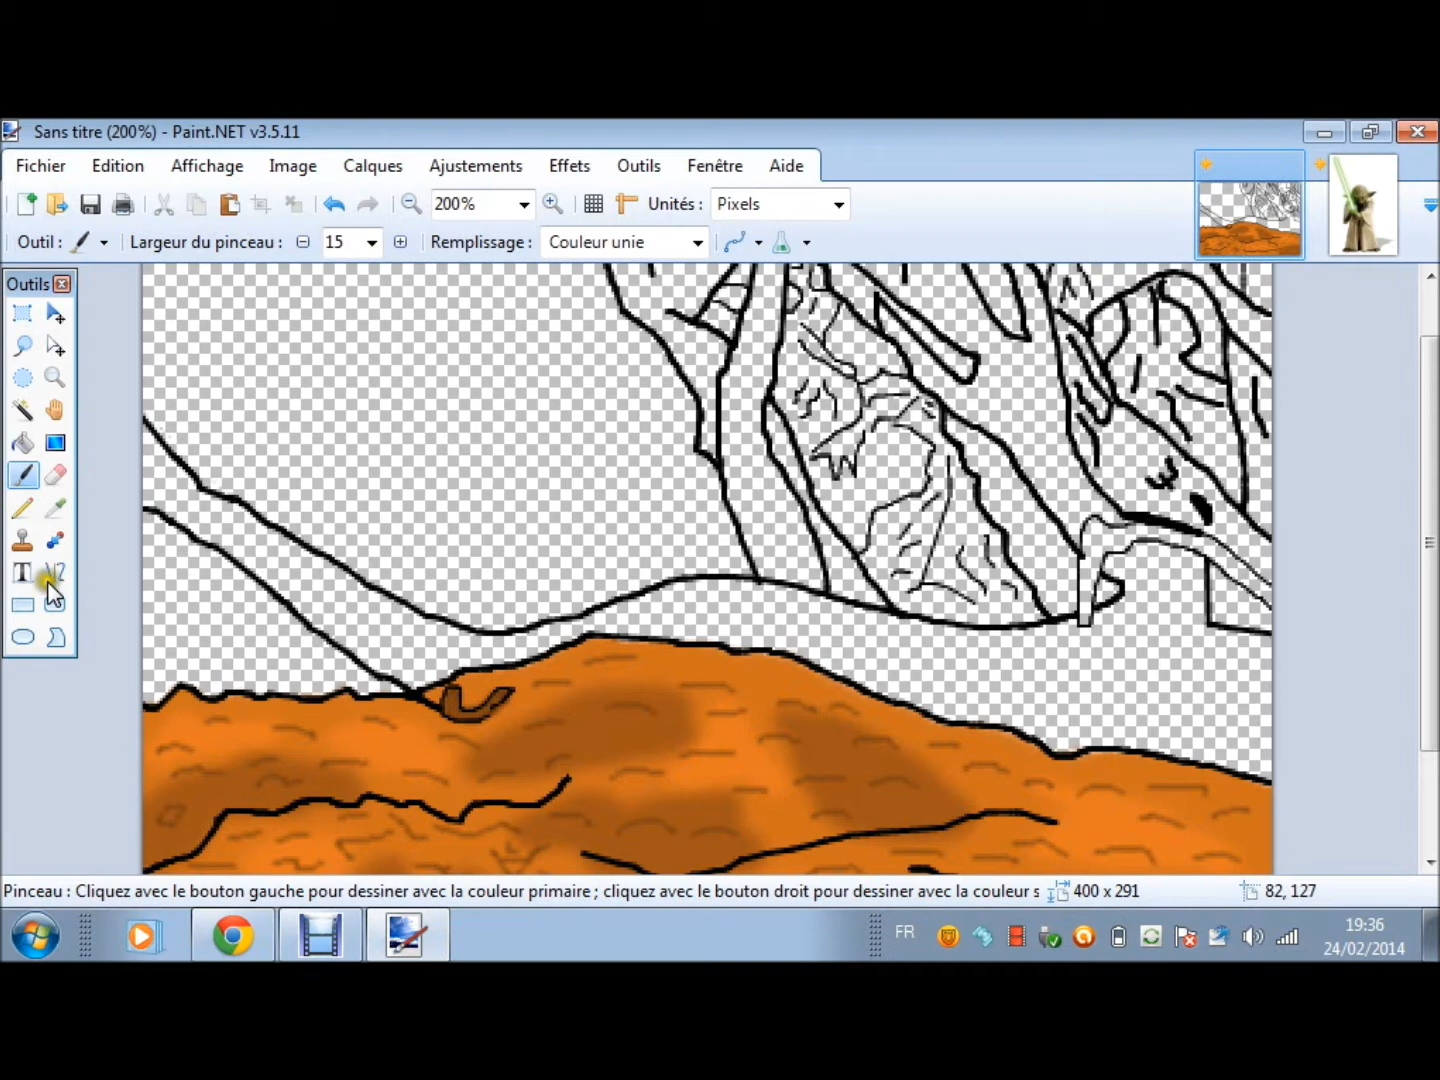 Sans titre (200%) - Paint.NET v3.5.11
Fichier Edition Affichage Image Calques Ajustements Effets Outils Fenêtre Aide
200% Unités : Pixels
Outil : Largeur du pinceau : 15 Remplissage : Couleur unie
Outils
T
Pinceau : Cliquez avec le bouton gauche pour dessiner avec la couleur primaire ; cliquez avec le bouton droit pour dessiner avec la couleur s 400 x 291 82, 127
FR 19:36
24/02/2014